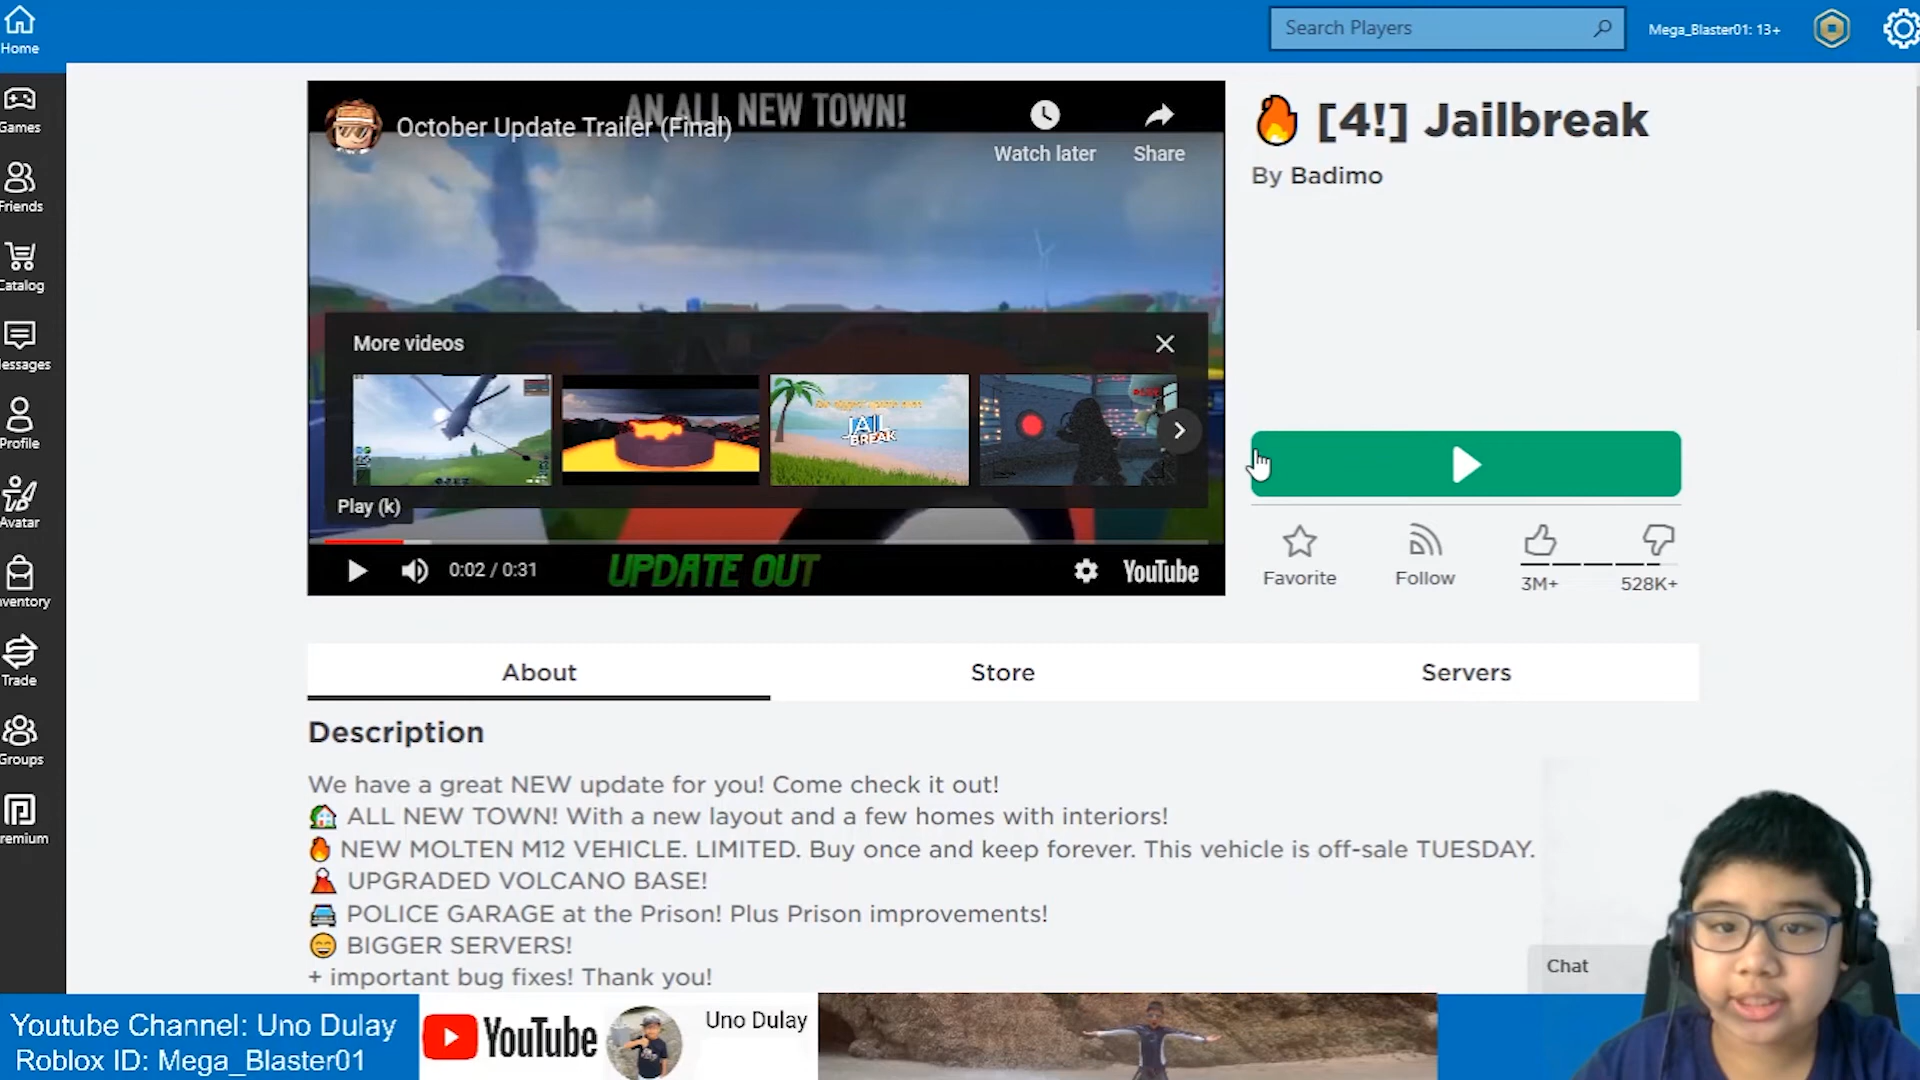 Home
Search Players
Mega_Blaster01: 13+
Games
Friends
Catalog
essages
Profile
Avatar
ventory
Trade
Groups
remium
AN ALL NEW TOWN!
October Update Trailer (Final)
Watch later
Share
More videos
JAIL
BREAK
Play (k)
0:02 / 0:31
UPDATE OUT
YouTube
[4!] Jailbreak
By Badimo
Favorite
Follow
3M+
528K+
About
Store
Servers
Description
We have a great NEW update for you! Come check it out!
🏡 ALL NEW TOWN! With a new layout and a few homes with interiors!
🔥 NEW MOLTEN M12 VEHICLE. LIMITED. Buy once and keep forever. This vehicle is off-sale TUESDAY.
🌋 UPGRADED VOLCANO BASE!
🚘 POLICE GARAGE at the Prison! Plus Prison improvements!
😄 BIGGER SERVERS!
+ important bug fixes! Thank you!
Chat
Youtube Channel: Uno Dulay
Roblox ID: Mega_Blaster01
YouTube
Uno Dulay